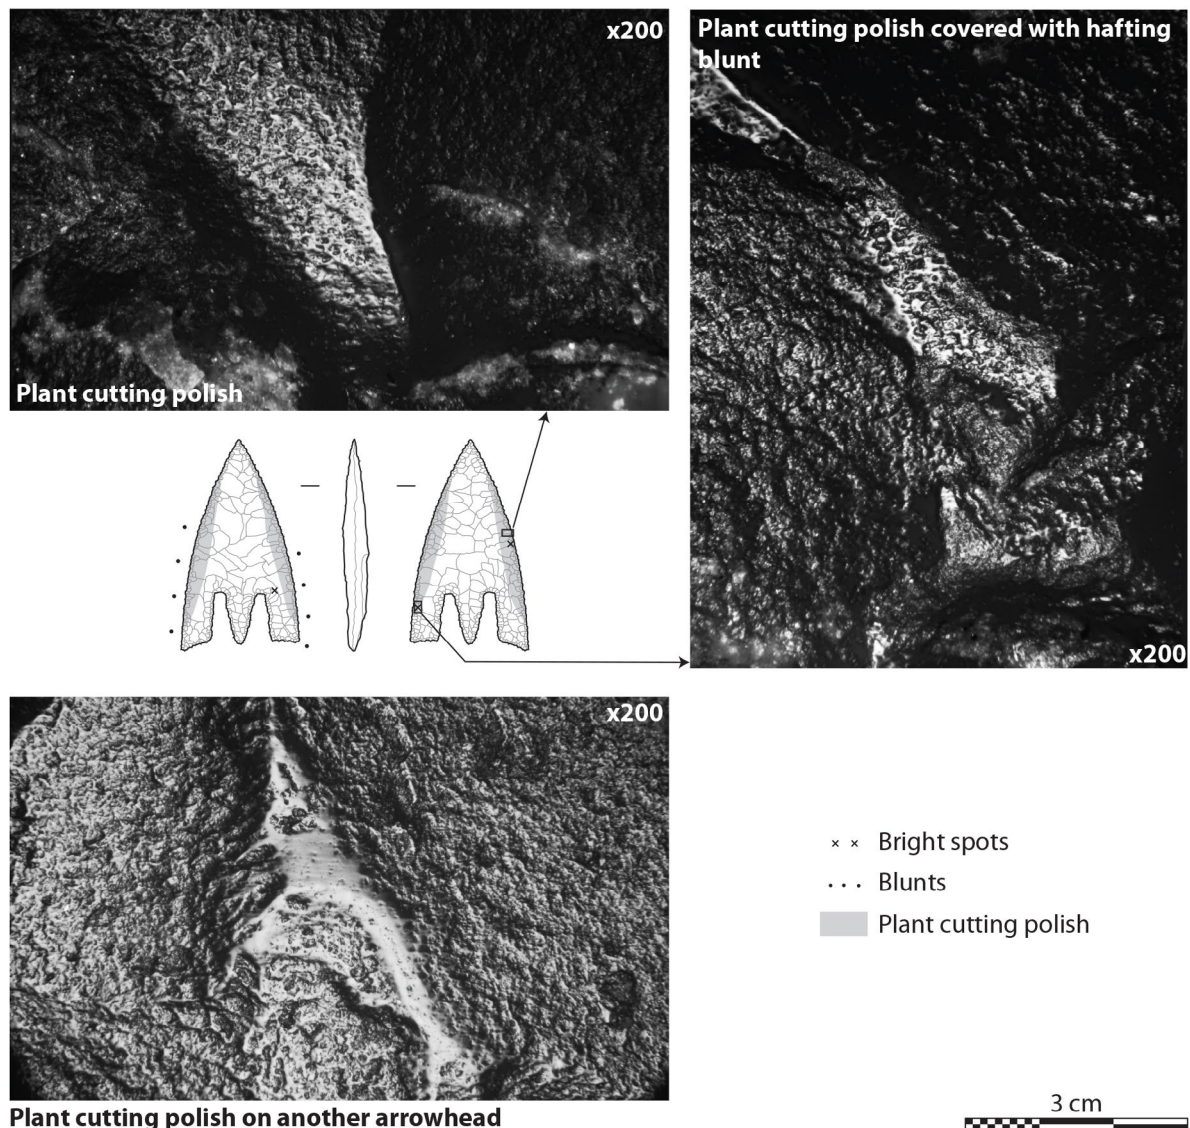 x200
Plant cutting polish covered with hafting
blunt
Plant cutting polish
x200
x200
× × Bright spots
. . . Blunts
Plant cutting polish
3 cm
Plant cutting polish on another arrowhead